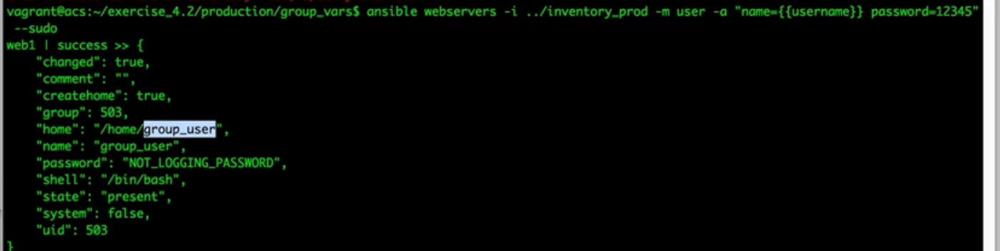 vagrant@acs:~/exercise_4.2/production/group_vars$ ansible webservers -i ../inventory_prod -m user -a "name={{username}} password=12345"
--sudo
web1 | success >> {
"changed": true,
"comment": "",
"createhome": true,
"group": 503,
"home": "/home/group_user",
"name": "group_user",
"password": "NOT_LOGGING_PASSWORD",
"shell": "/bin/bash",
"state": "present",
"system": false,
"uid": 503
}